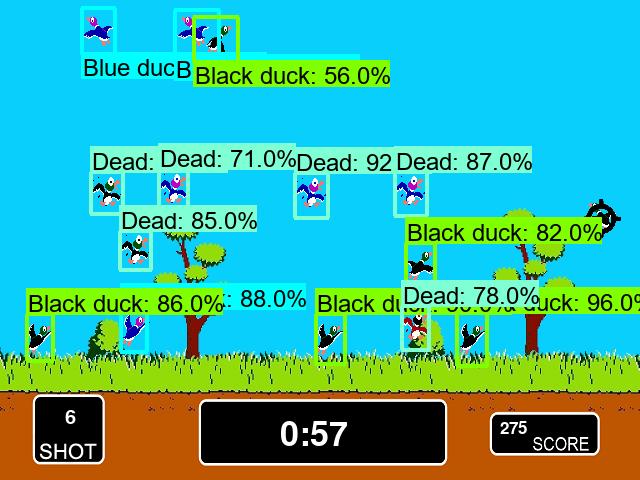 Blue duc
B
Black duck: 56.0%
Dead:
Dead: 71.0%
Dead: 92
Dead: 87.0%
Dead: 85.0%
Black duck: 82.0%
Black duck: 86.0%
: 88.0%
Black du
Dead: 78.0%
duck: 96.0%
6
SHOT
0:57
275
SCORE